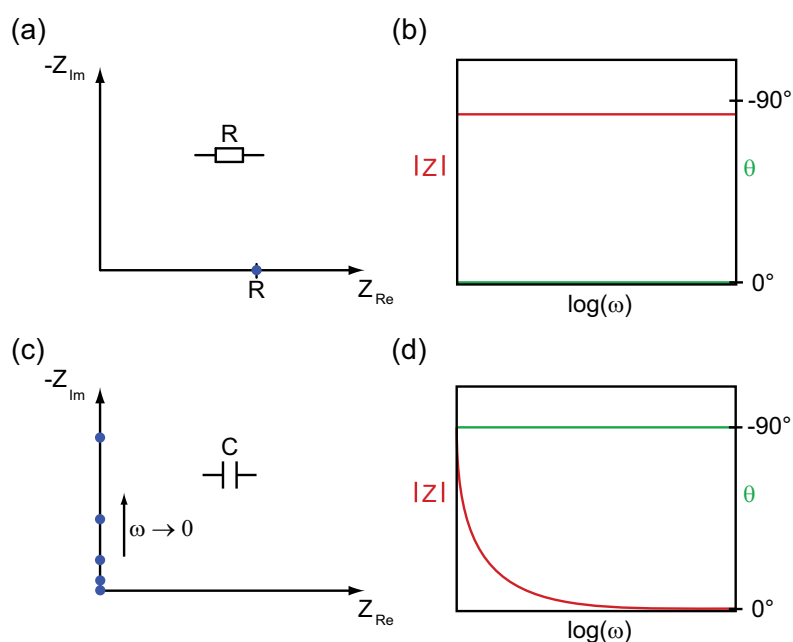 (a)
-Z_Im
R
R
Z_Re
(b)
-90°
|Z|
θ
0°
log(ω)
(c)
-Z_Im
C
ω → 0
Z_Re
(d)
-90°
|Z|
θ
0°
log(ω)